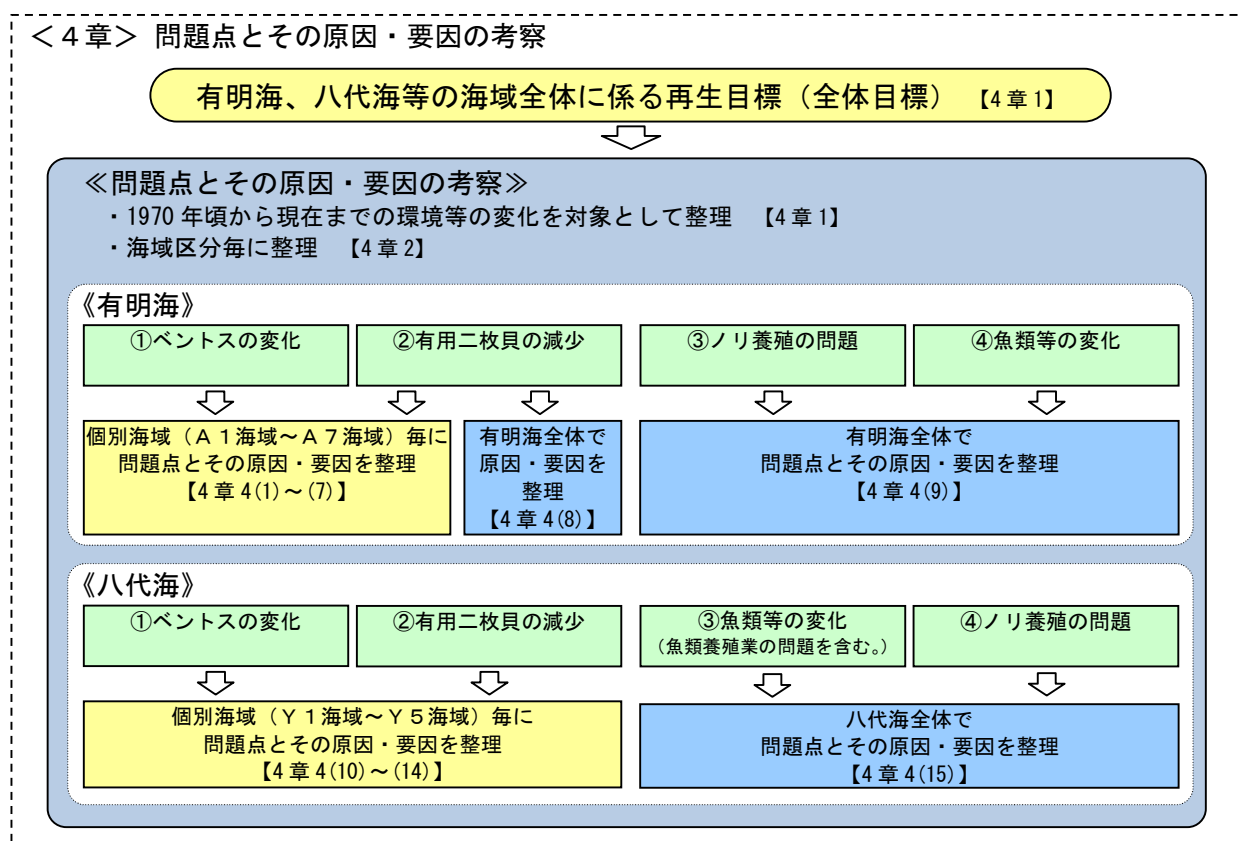 ＜４章＞ 問題点とその原因・要因の考察
有明海、八代海等の海域全体に係る再生目標（全体目標） 【4 章 1】
≪問題点とその原因・要因の考察≫
・1970 年頃から現在までの環境等の変化を対象として整理 【4 章 1】
・海域区分毎に整理 【4 章 2】
《有明海》
①ベントスの変化
②有用二枚貝の減少
③ノリ養殖の問題
④魚類等の変化
個別海域（Ａ１海域～Ａ７海域）毎に
問題点とその原因・要因を整理
【4 章 4(1)～(7)】
有明海全体で
原因・要因を
整理
【4 章 4(8)】
有明海全体で
問題点とその原因・要因を整理
【4 章 4(9)】
《八代海》
①ベントスの変化
②有用二枚貝の減少
③魚類等の変化
（魚類養殖業の問題を含む。）
④ノリ養殖の問題
個別海域（Ｙ１海域～Ｙ５海域）毎に
問題点とその原因・要因を整理
【4 章 4(10)～(14)】
八代海全体で
問題点とその原因・要因を整理
【4 章 4(15)】